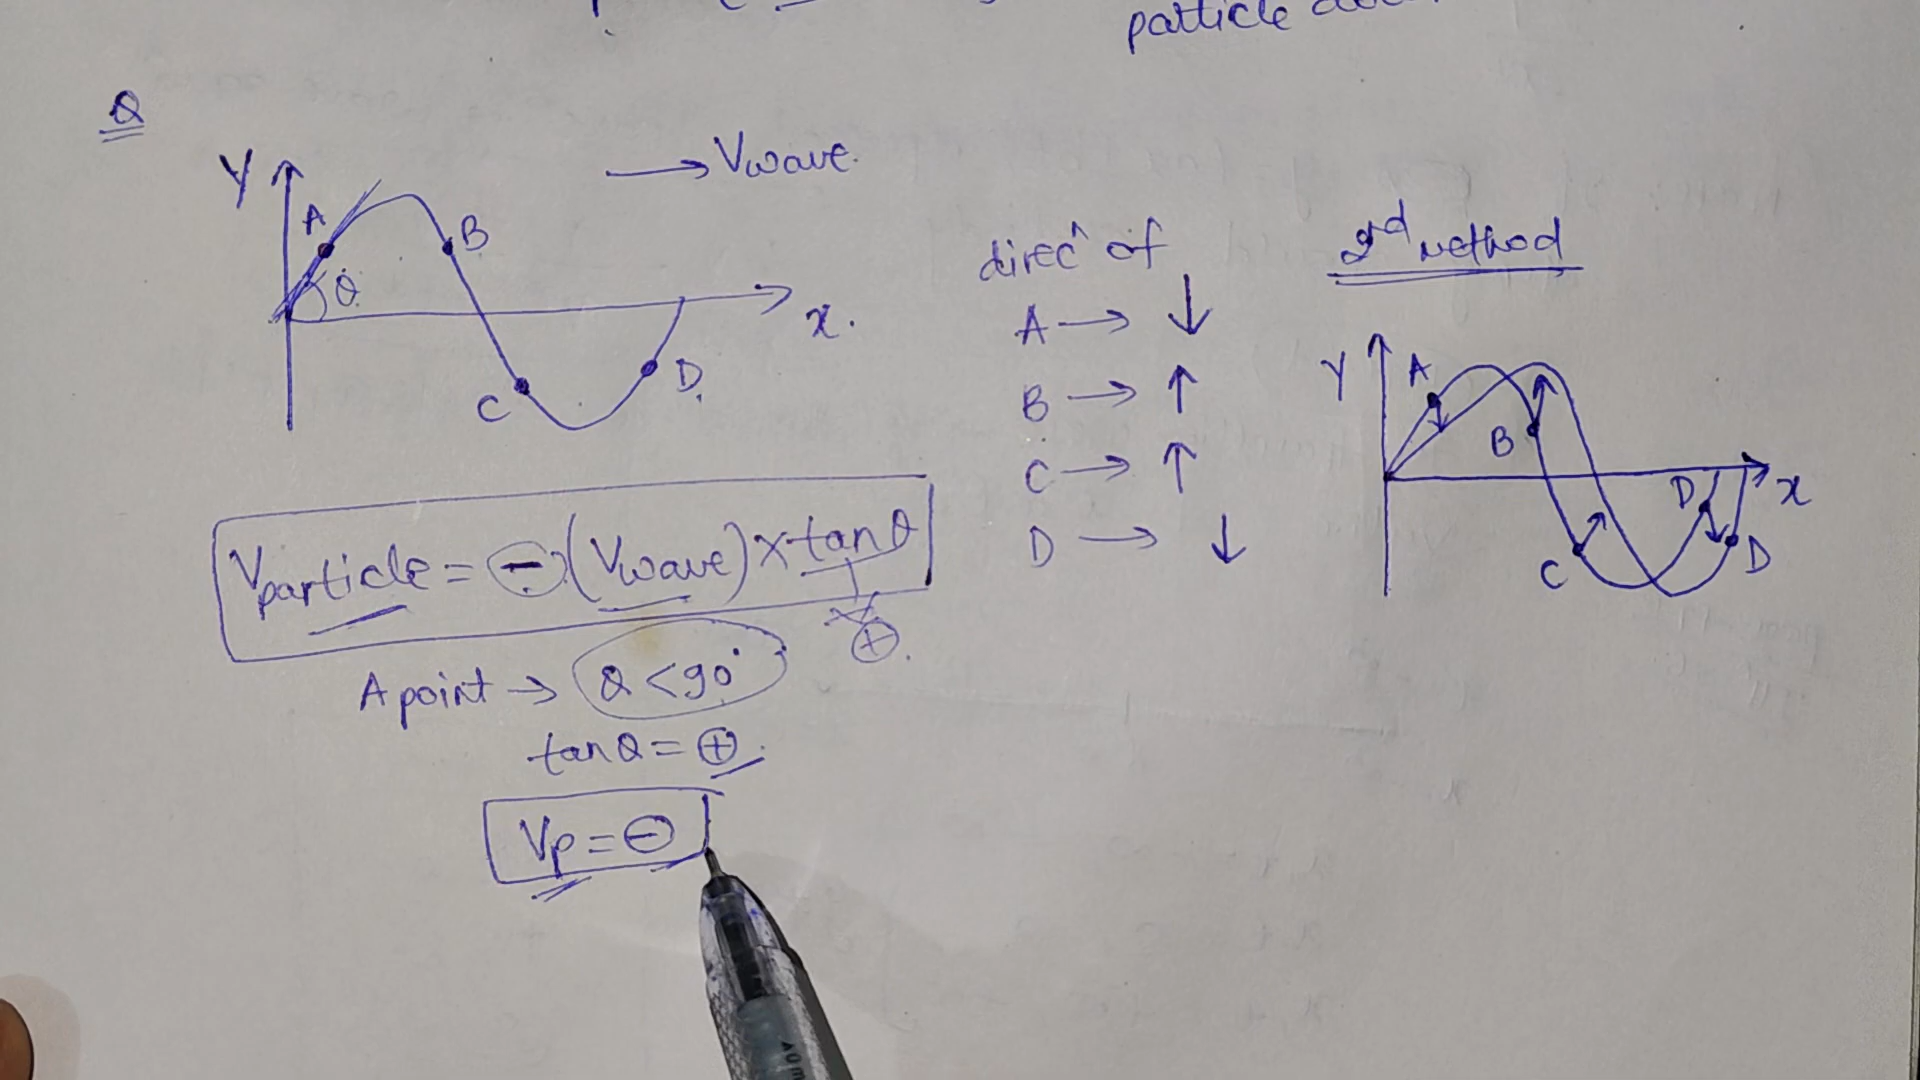 particle
Q
Y
A
B
θ
C
D
x.
→ Vwave.
direcⁿ of
A → ↓
B → ↑
C → ↑
D → ↓
2nd method
Y
A
B
C
D
D
x
Vparticle = ⊖ (Vwave) × tanθ
⊕.
A point → θ < 90°
tanθ = ⊕.
Vp = ⊖